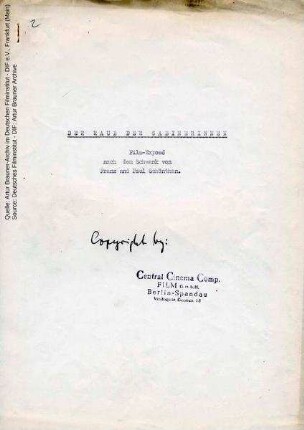 2
DER RAUB DER SABINERINNEN
Film-Exposé
nach dem Schwank von
Franz und Paul Schönthan.
Copyright by:
Central Cinema Comp.
FILM G.m.b.H.
Berlin-Spandau
Quelle: Artur Brauner-Archiv im Deutschen Filminstitut - DIF e.V., Frankfurt (Main)
Source: Deutsches Filminstitut - DIF/ Artur Brauner Archive